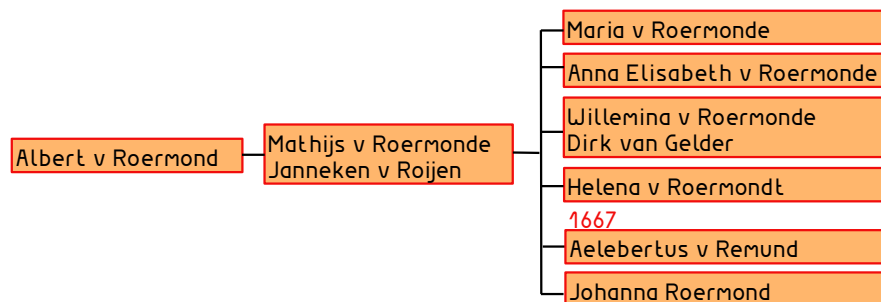 Albert v Roermond
Mathijs v Roermonde
Janneken v Roijen
Maria v Roermonde
Anna Elisabeth v Roermonde
Willemina v Roermonde
Dirk van Gelder
Helena v Roermondt
1667
Aelebertus v Remund
Johanna Roermond